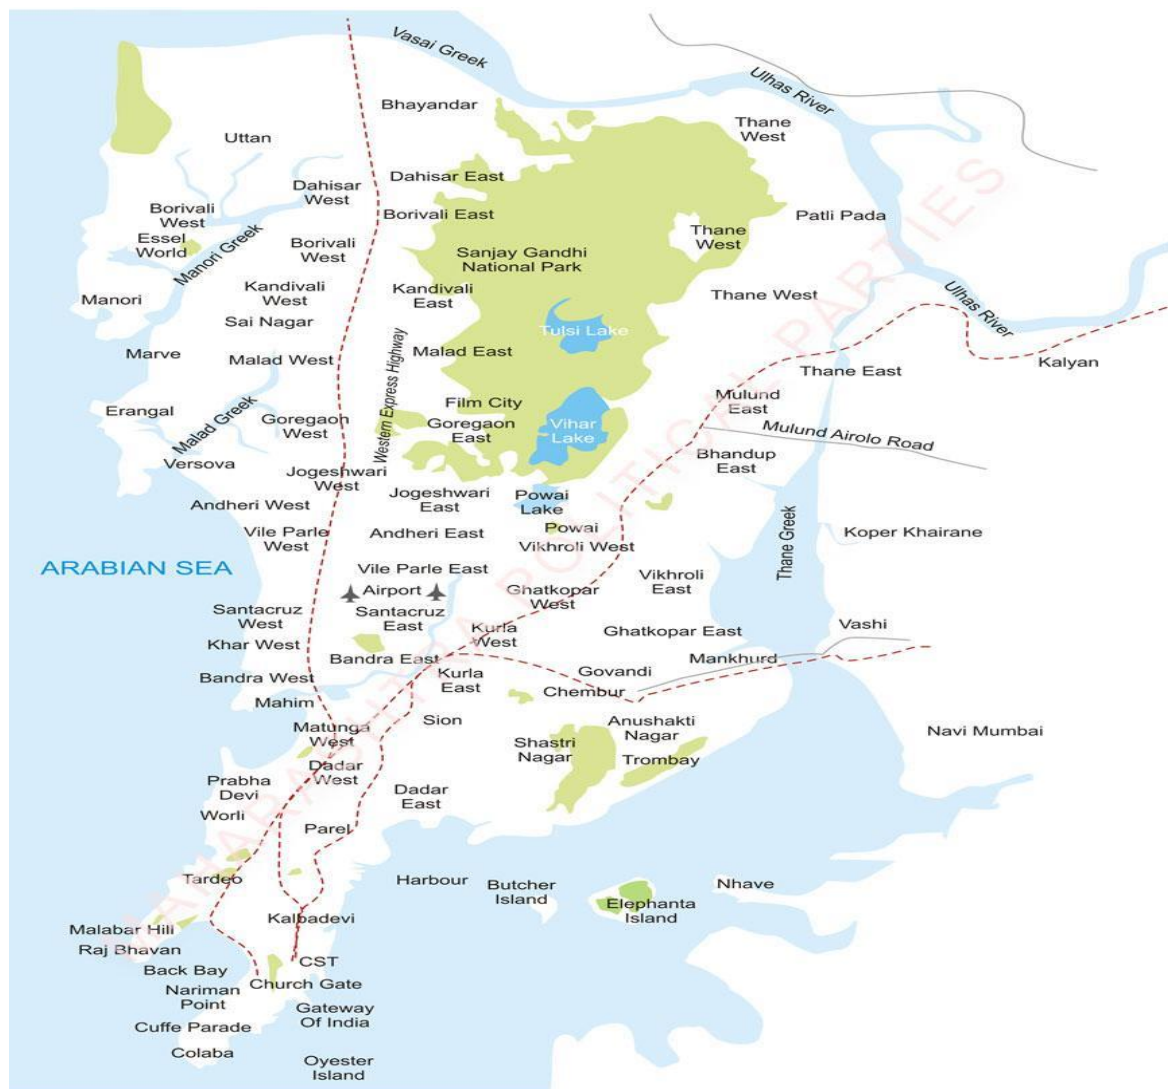 Vasai Greek
Ulhas River
Bhayandar
Thane
West
Uttan
Dahisar East
Dahisar
West
Borivali
West
Borivali East
Patli Pada
Essel
World
Manori Greek
Borivali
West
Sanjay Gandhi
National Park
Thane
West
Kandivali
West
Kandivali
East
Thane West
Ulhas River
Manori
Sai Nagar
Tulsi Lake
Marve
Malad West
Western Express Highway
Malad East
Thane East
Kalyan
Erangal
Malad Greek
Film City
Mulund
East
Goregaon
West
Goregaon
East
Vihar
Lake
Mulund Airolo Road
Versova
Jogeshwari
West
Bhandup
East
Andheri West
Jogeshwari
East
Powai
Lake
Vile Parle
West
Andheri East
Powai
Vikhroli West
Thane Greek
Koper Khairane
ARABIAN SEA
Vile Parle East
Airport
Ghatkopar
West
Vikhroli
East
Santacruz
West
Santacruz
East
Khar West
Kurla
West
Ghatkopar East
Vashi
Bandra East
Mankhurd
Bandra West
Kurla
East
Govandi
Chembur
Mahim
Sion
Anushakti
Nagar
Matunga
West
Shastri
Nagar
Trombay
Navi Mumbai
Dadar
West
Prabha
Devi
Dadar
East
Worli
Parel
Tardeo
Harbour
Butcher
Island
Elephanta
Island
Nhave
Kalbadevi
Malabar Hili
Raj Bhavan
CST
Back Bay
Church Gate
Nariman
Point
Gateway
Of India
Cuffe Parade
Colaba
Oyester
Island
MAHARASHTRA POLITICAL PARTIES